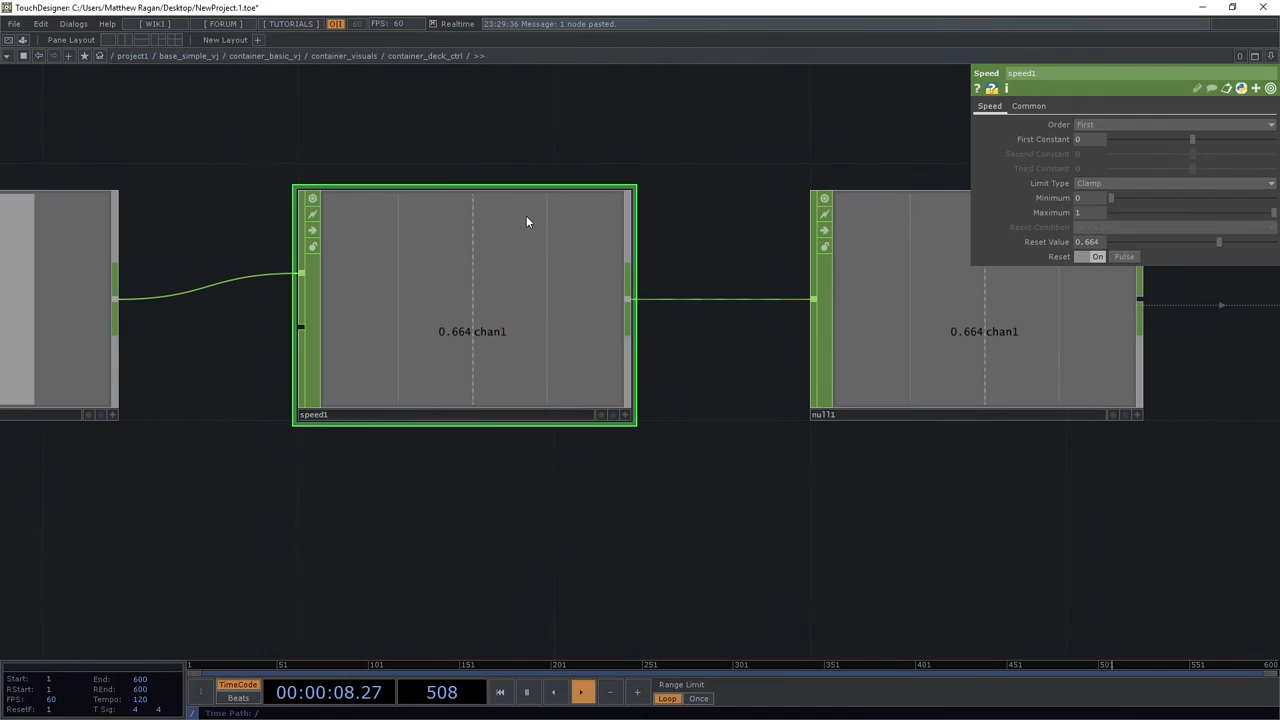 TouchDesigner: C:/Users/Matthew Ragan/Desktop/NewProject.1.toe*
File Edit Dialogs Help [ WIKI ] [ FORUM ] [ TUTORIALS ] O|I 60 FPS: 60 Realtime 23:29:36 Message: 1 node pasted.
Pane Layout New Layout +
/ project1 / base_simple_vj / container_basic_vj / container_visuals / container_deck_ctrl / >> 0
Speed speed1
? ? i
Speed Common
Order First
First Constant 0
Second Constant 0
Third Constant 0
Limit Type Clamp
Minimum 0
Maximum 1
Reset Condition
Reset Value 0.664
Reset On Pulse
0.664 chan1
0.664 chan1
speed1
null1
1 51 101 151 201 251 301 351 401 451 501 551 600
Start: 1 End: 600
RStart: 1 REnd: 600
FPS: 60 Tempo: 120
ResetF: 1 T Sig: 4 4
TimeCode
Beats
00:00:08.27
508
Range Limit
Loop Once
/ Time Path: /